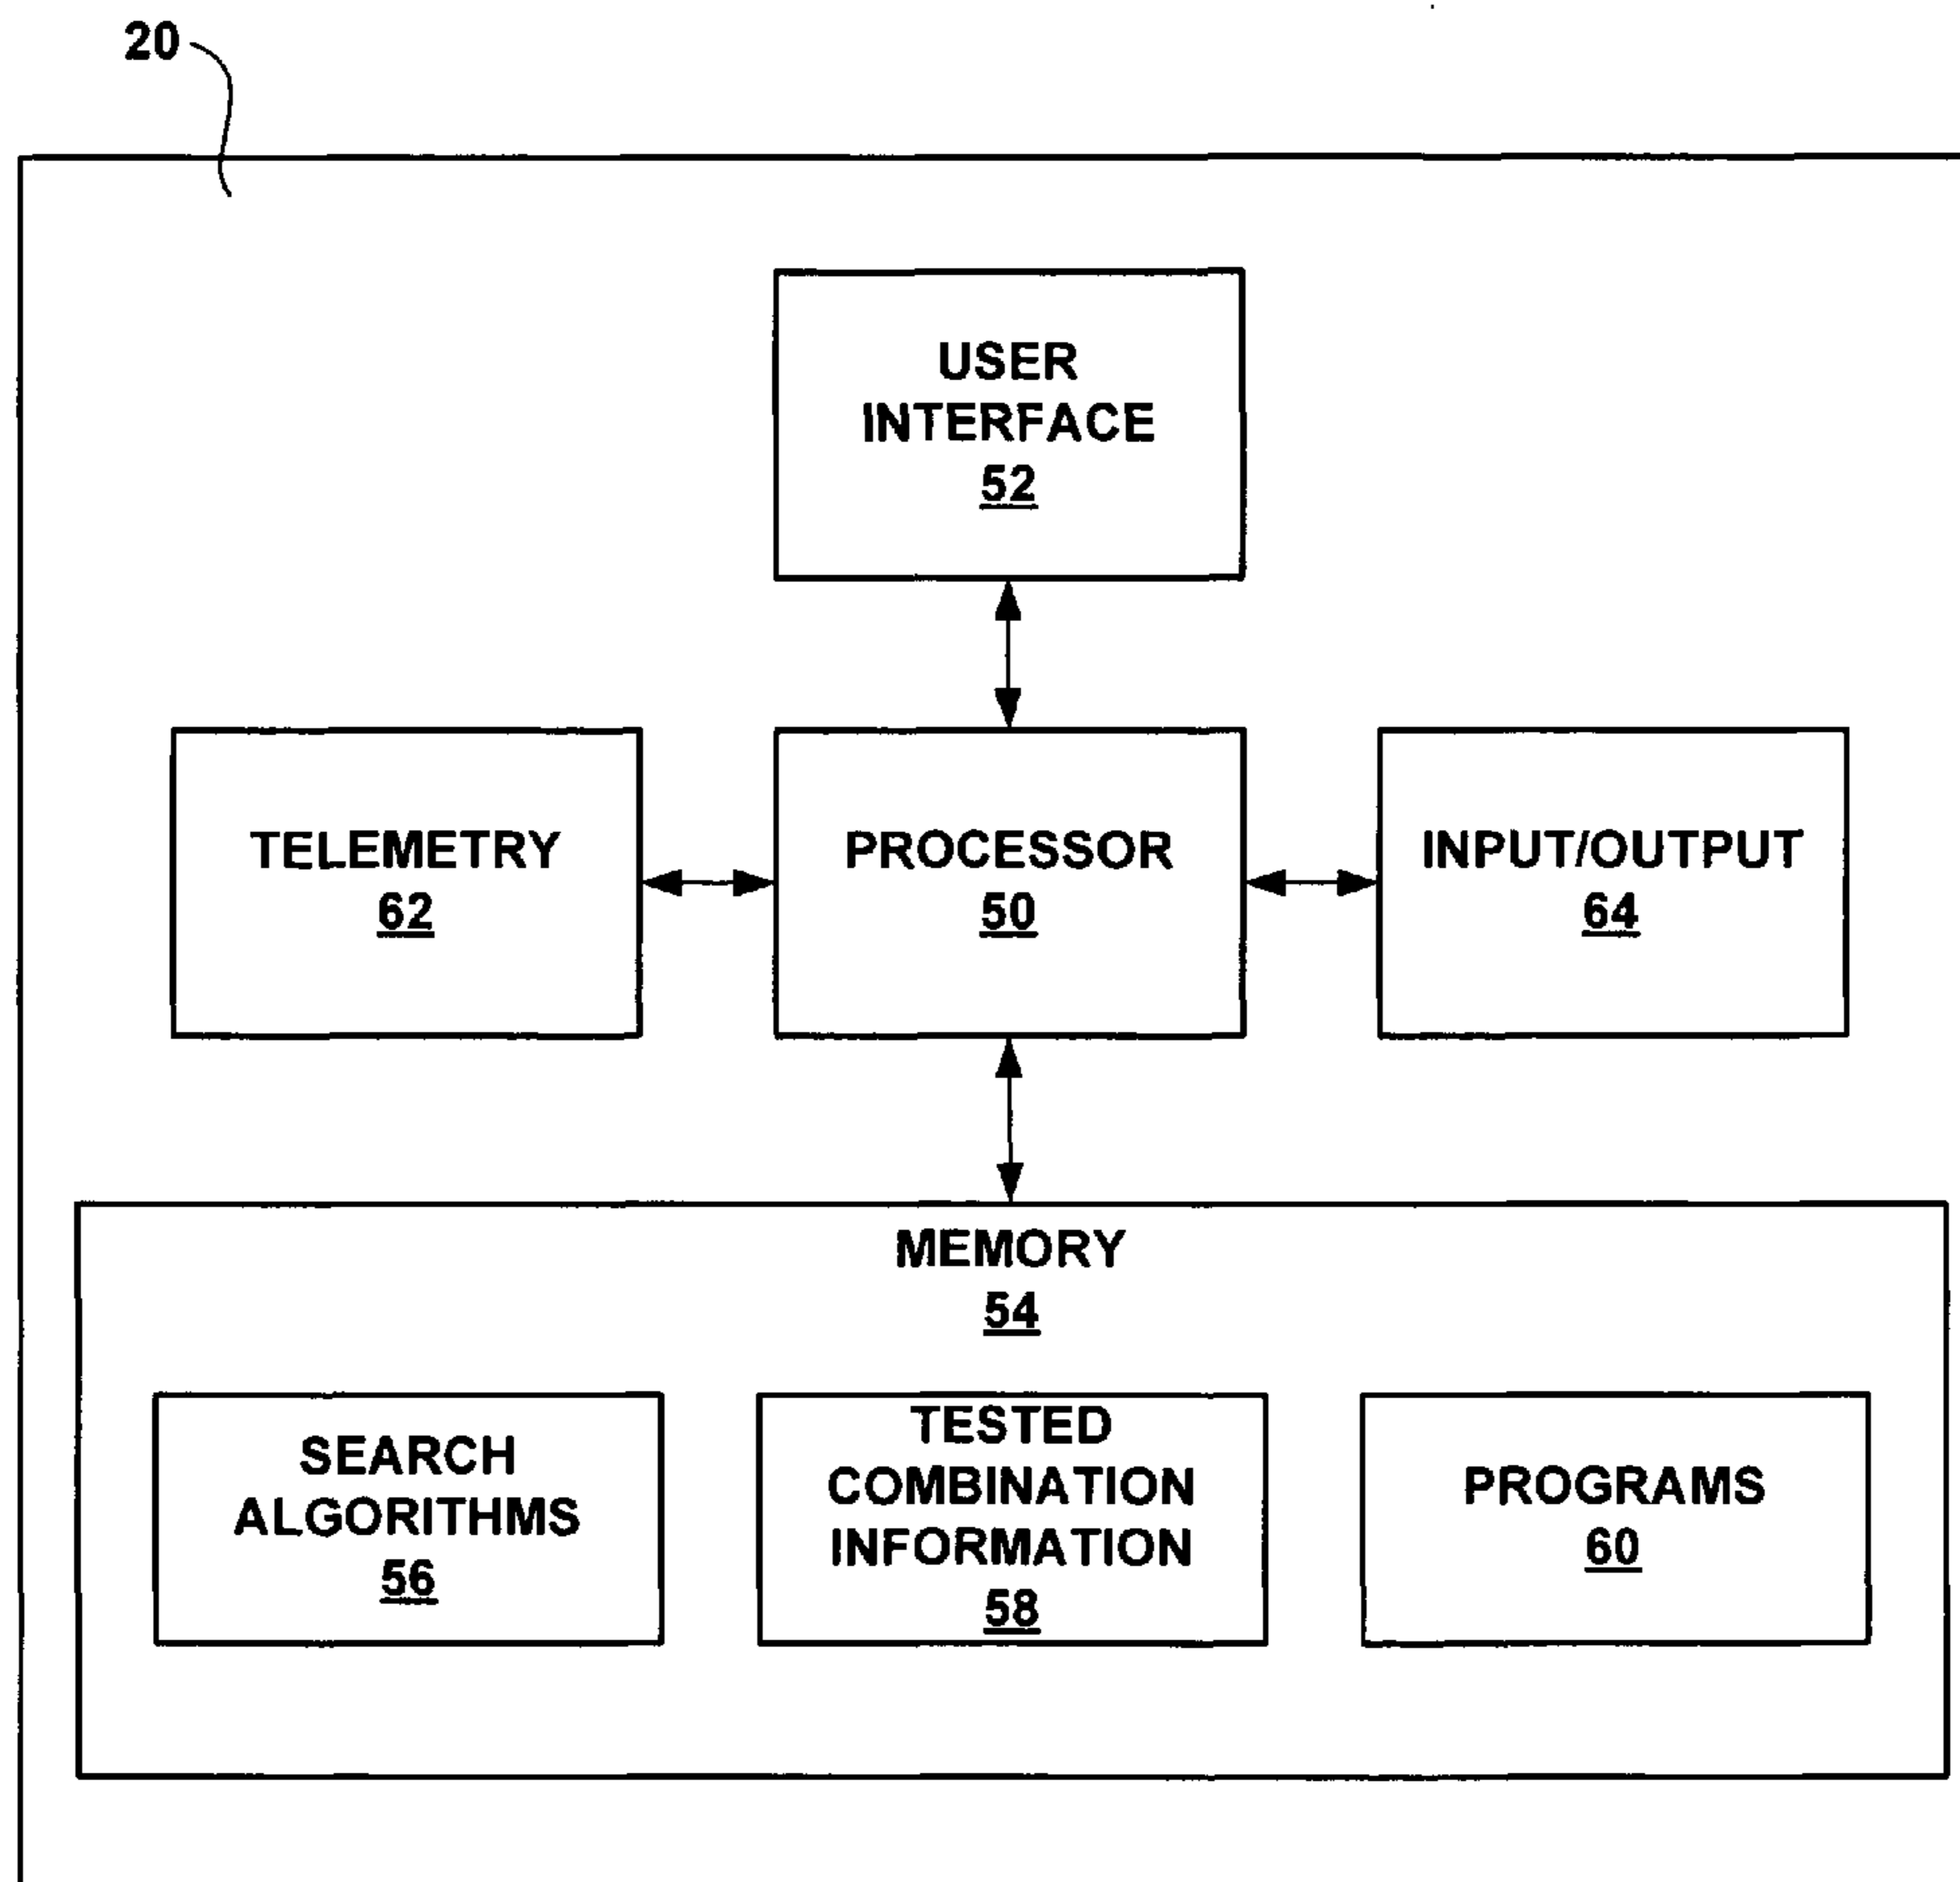 20
USER
INTERFACE
52
TELEMETRY
62
PROCESSOR
50
INPUT/OUTPUT
64
MEMORY
54
SEARCH
ALGORITHMS
56
TESTED
COMBINATION
INFORMATION
58
PROGRAMS
60